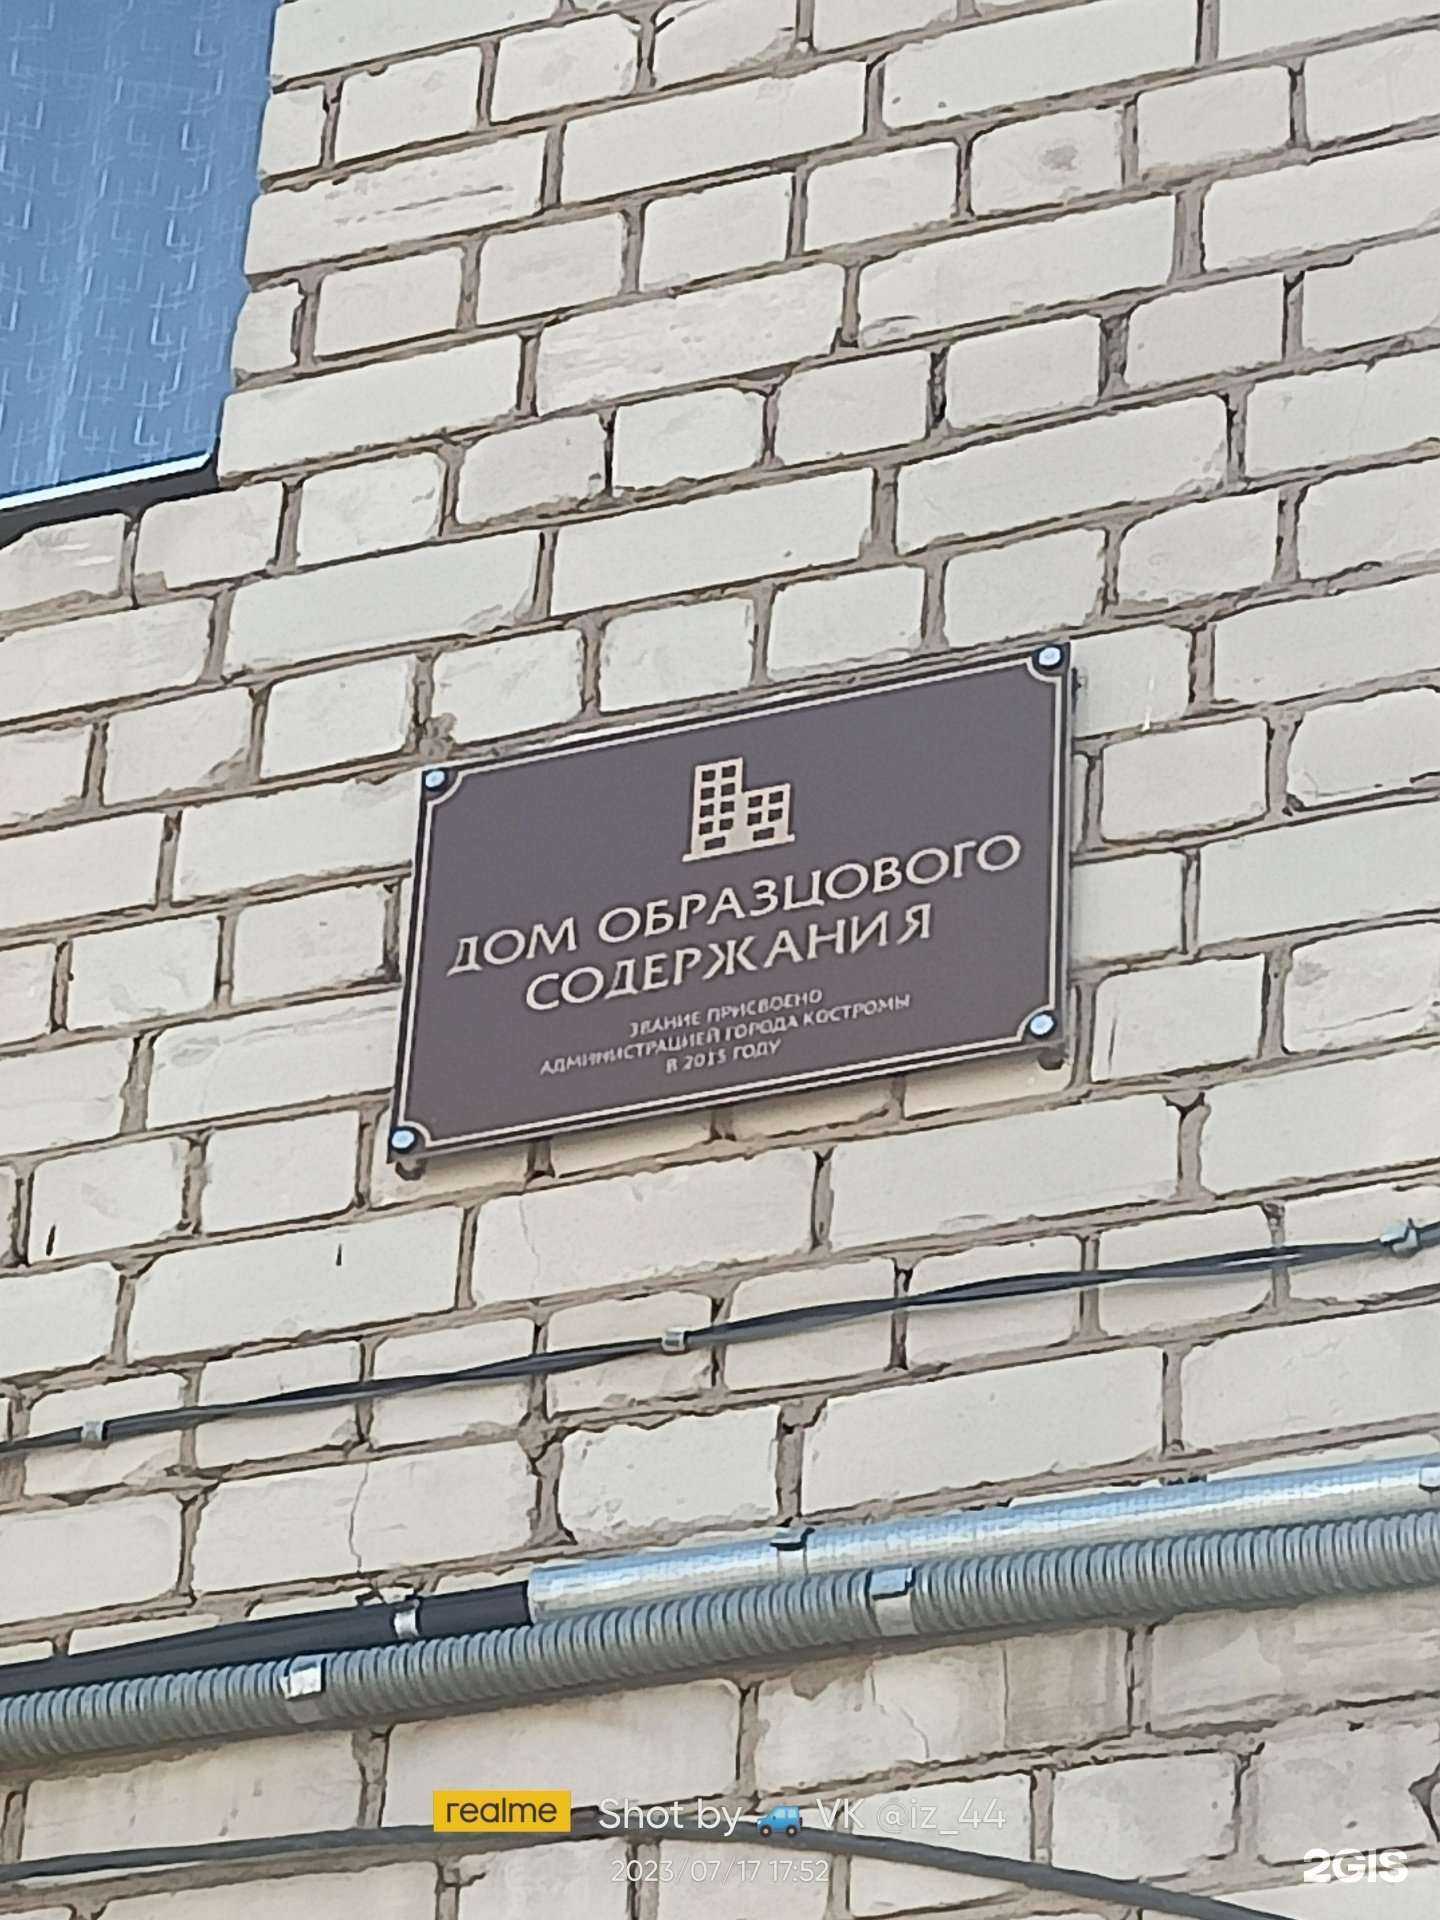 ДОМ ОБРАЗЦОВОГО
СОДЕРЖАНИЯ
ЗВАНИЕ ПРИСВОЕНО
АДМИНИСТРАЦИЕЙ ГОРОДА КОСТРОМЫ
В 2015 ГОДУ
realme Shot by 🚙 VK @iz_44
2023/07/17 17:52
2GIS